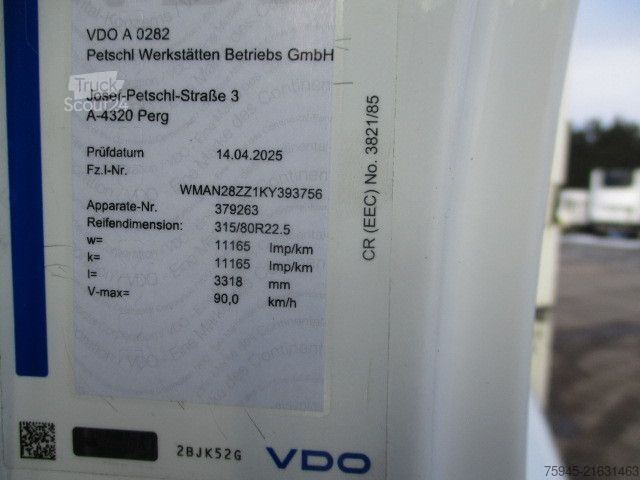 VDO A 0282
Petschl Werkstätten Betriebs GmbH
Truck
Scout24
Josef-Petschl-Straße 3
A-4320 Perg
Prüfdatum 14.04.2025
Fz.I-Nr.
WMAN28ZZ1KY393756
Apparate-Nr. 379263
Reifendimension: 315/80R22.5
w= 11165 Imp/km
k= 11165 Imp/km
l= 3318 mm
V-max= 90,0 km/h
CR (EEC) No. 3821/85
2BJK52G
VDO
75945-21631463